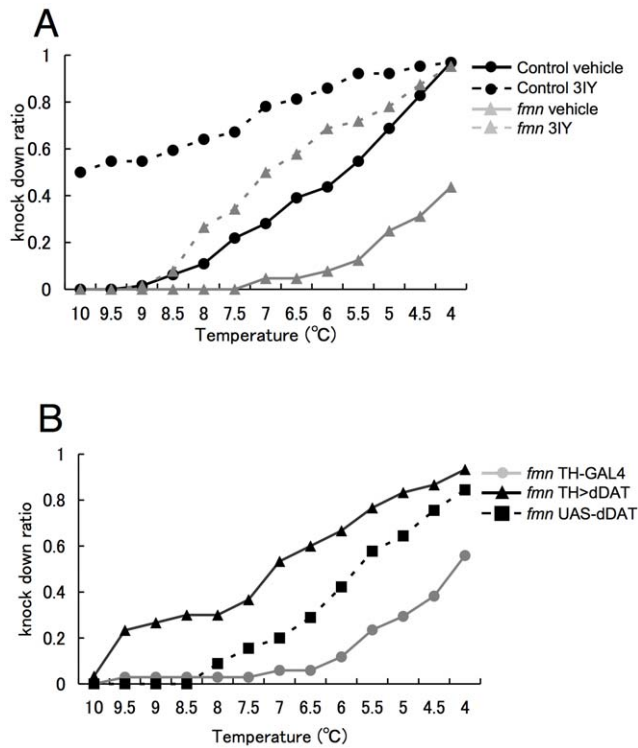 A
1
0.8
0.6
0.4
0.2
0
knock down ratio
10 9.5 9 8.5 8 7.5 7 6.5 6 5.5 5 4.5 4
Temperature (°C)
Control vehicle
Control 3IY
fmn vehicle
fmn 3IY
B
1
0.8
0.6
0.4
0.2
0
knock down ratio
10 9.5 9 8.5 8 7.5 7 6.5 6 5.5 5 4.5 4
Temperature (°C)
fmn TH-GAL4
fmn TH>dDAT
fmn UAS-dDAT